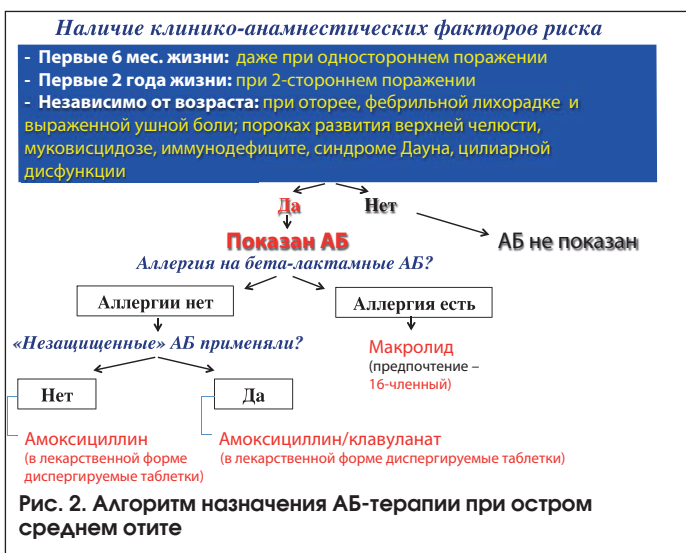 Наличие клинико-анамнестических факторов риска
- Первые 6 мес. жизни: даже при одностороннем поражении
- Первые 2 года жизни: при 2-стороннем поражении
- Независимо от возраста: при оторее, фебрильной лихорадке и
выраженной ушной боли; пороках развития верхней челюсти,
муковисцидозе, иммунодефиците, синдроме Дауна, цилиарной
дисфункции
Да
Нет
Показан АБ
АБ не показан
Аллергия на бета-лактамные АБ?
Аллергии нет
Аллергия есть
«Незащищенные» АБ применяли?
Макролид
(предпочтение –
16-членный)
Нет
Да
Амоксициллин
(в лекарственной форме
диспергируемые таблетки)
Амоксициллин/клавуланат
(в лекарственной форме диспергируемые таблетки)
Рис. 2. Алгоритм назначения АБ-терапии при остром
среднем отите